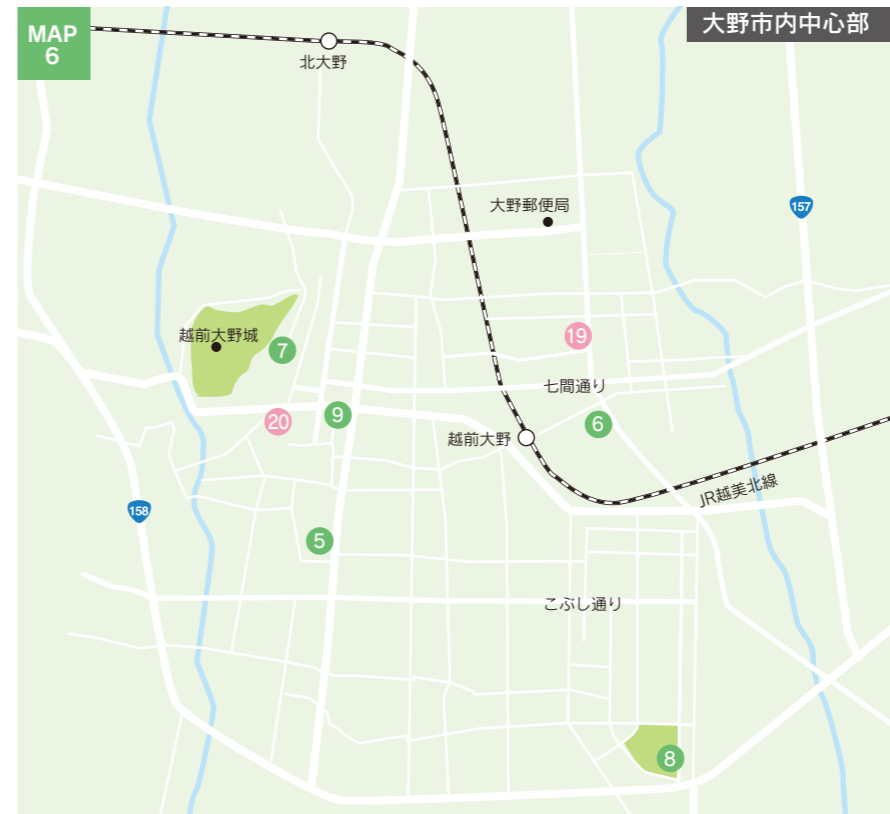 MAP
6
大野市内中心部
北大野
157
大野郵便局
越前大野城
7
19
七間通り
20
9
6
越前大野
JR越美北線
158
5
こぶし通り
8